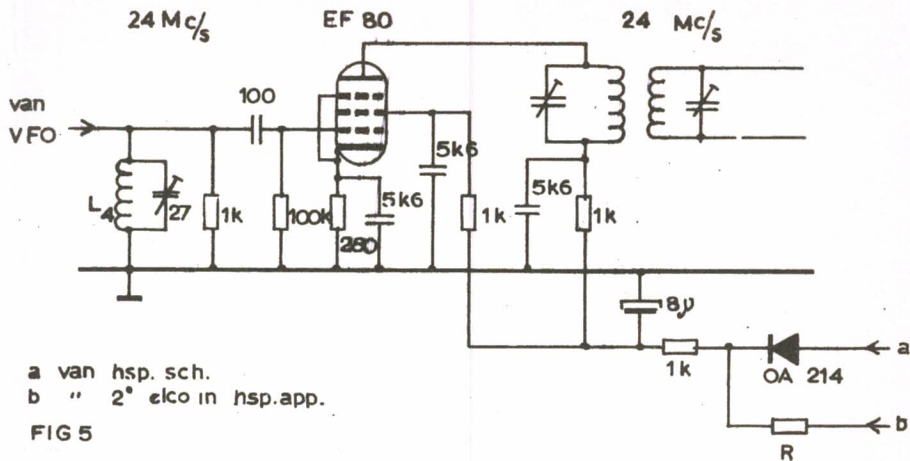 24 Mc/s EF 80 24 Mc/s
van
VFO
100
L4 27 1k 100k 280 5k6 5k6 1k 5k6 1k
8μ
1k OA 214 a
R b
a van hsp. sch.
b " 2° elco in hsp.app.
FIG 5